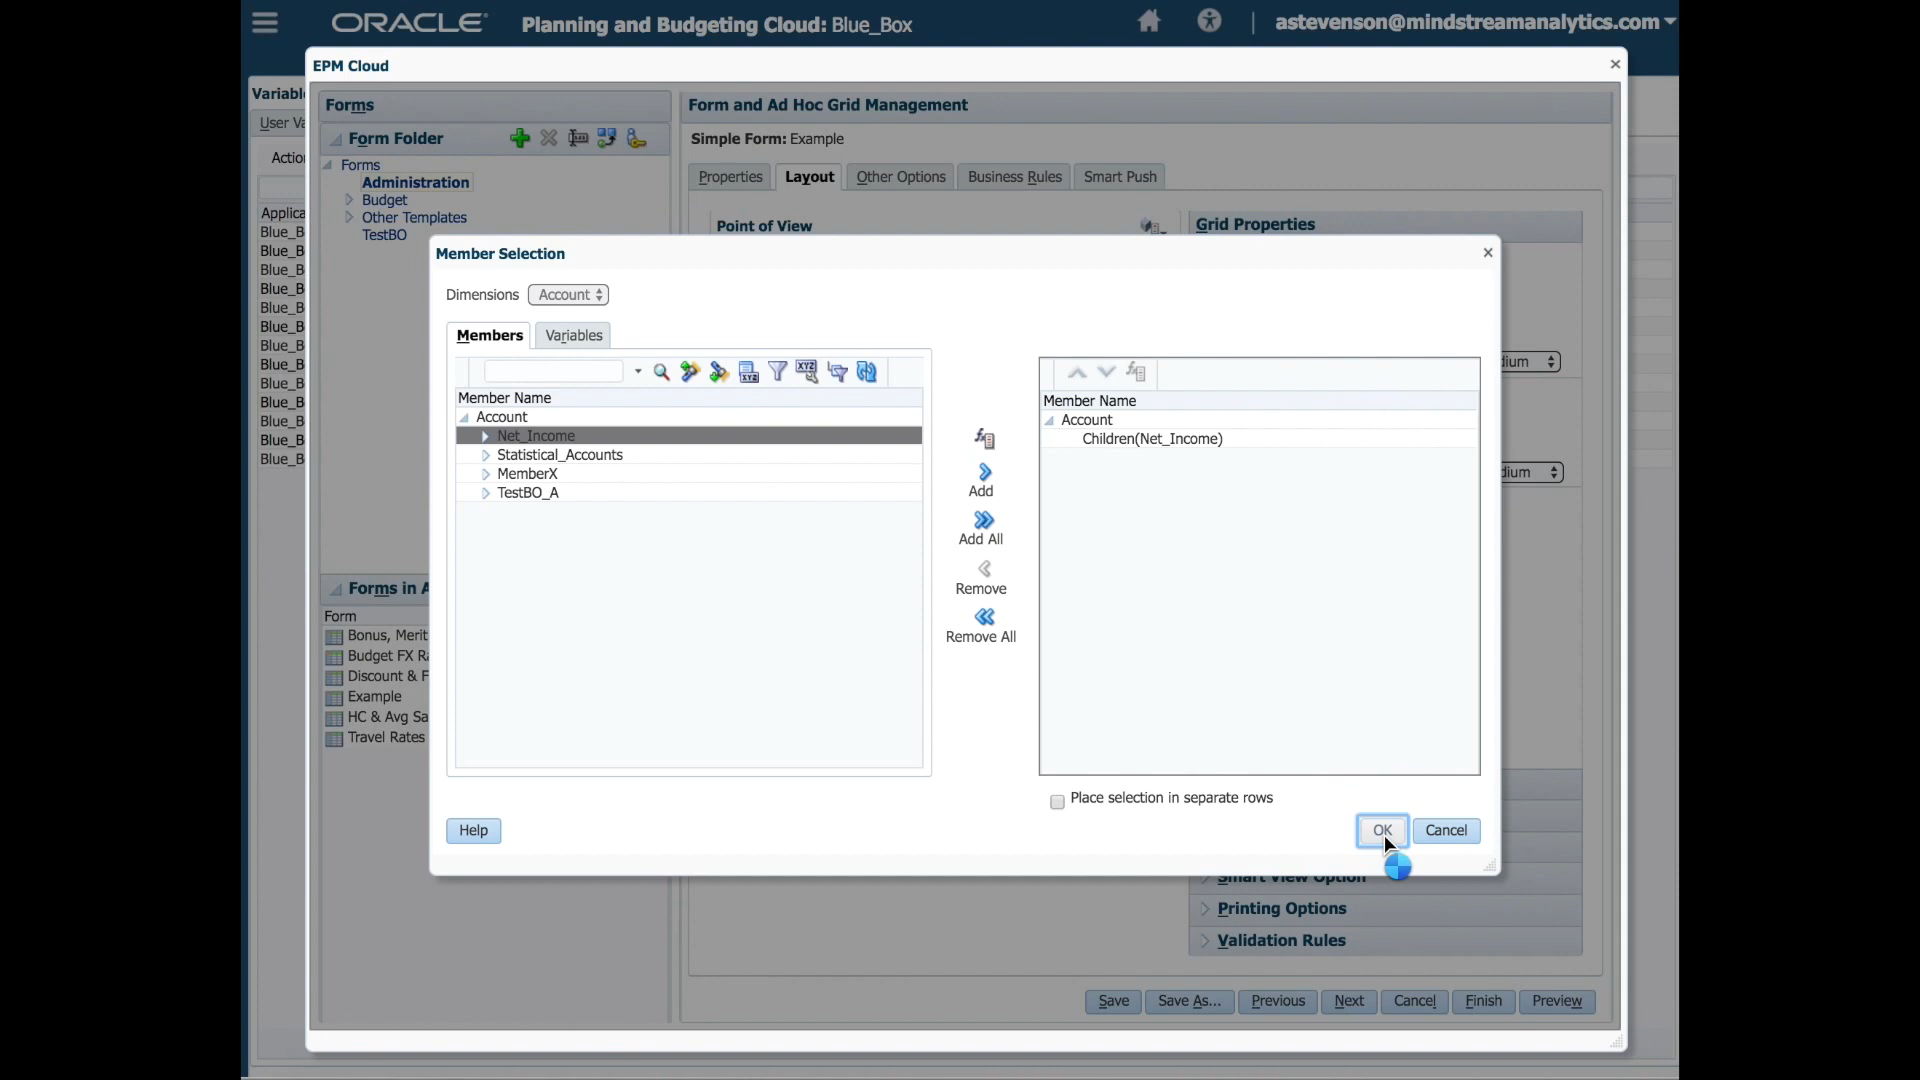 ORACLE
Planning and Budgeting Cloud: Blue_Box
astevenson@mindstreamanalytics.com
EPM Cloud
Forms
Form Folder
Forms
Administration
Budget
Other Templates
TestBO
Form and Ad Hoc Grid Management
Simple Form: Example
Properties
Layout
Other Options
Business Rules
Smart Push
Point of View
Grid Properties
Member Selection
Dimensions Account
Members
Variables
Member Name
Account
Net_Income
Statistical_Accounts
MemberX
TestBO_A
Add
Add All
Remove
Remove All
Member Name
Account
Children(Net_Income)
Place selection in separate rows
Help
OK
Cancel
Forms in A
Form
Bonus, Merit
Budget FX Ra
Discount & F
Example
HC & Avg Sa
Travel Rates
Smart View Option
Printing Options
Validation Rules
Save
Save As...
Previous
Next
Cancel
Finish
Preview
Variabl
User Va
Action
Applica
Blue_B
Blue_B
Blue_B
Blue_B
Blue_B
Blue_B
Blue_B
Blue_B
Blue_B
Blue_B
Blue_B
Blue_B
Blue_B
dium
dium